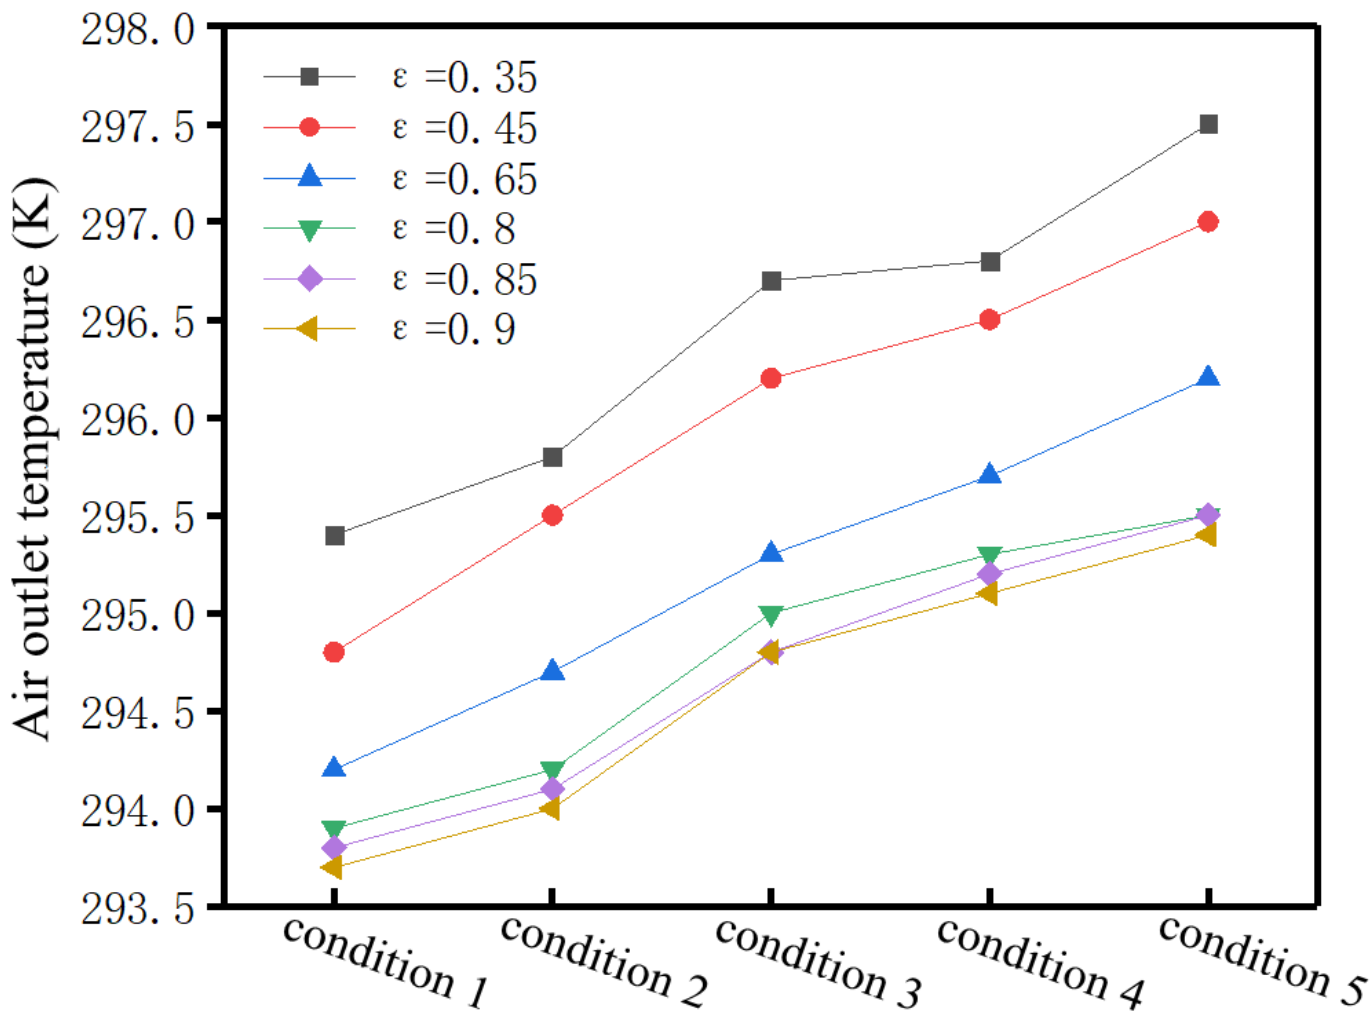 298.0
297.5
297.0
296.5
296.0
295.5
295.0
294.5
294.0
293.5
Air outlet temperature (K)
ε =0.35
ε =0.45
ε =0.65
ε =0.8
ε =0.85
ε =0.9
condition 1
condition 2
condition 3
condition 4
condition 5